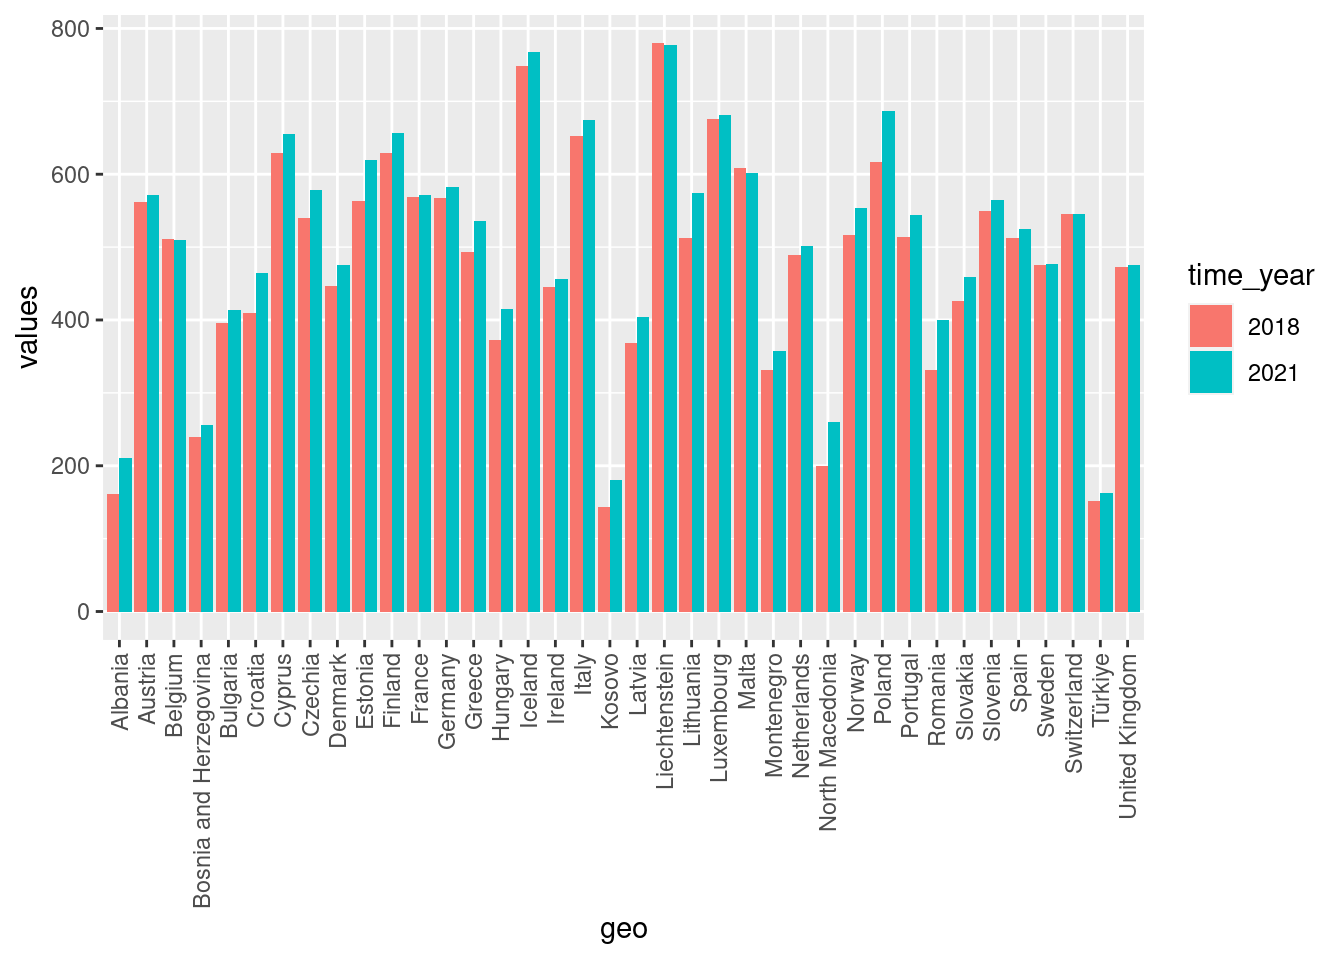 800
600
400
200
0
values
Albania
Austria
Belgium
Bosnia and Herzegovina
Bulgaria
Croatia
Cyprus
Czechia
Denmark
Estonia
Finland
France
Germany
Greece
Hungary
Iceland
Ireland
Italy
Kosovo
Latvia
Liechtenstein
Lithuania
Luxembourg
Malta
Montenegro
Netherlands
North Macedonia
Norway
Poland
Portugal
Romania
Slovakia
Slovenia
Spain
Sweden
Switzerland
Türkiye
United Kingdom
geo
time_year
2018
2021